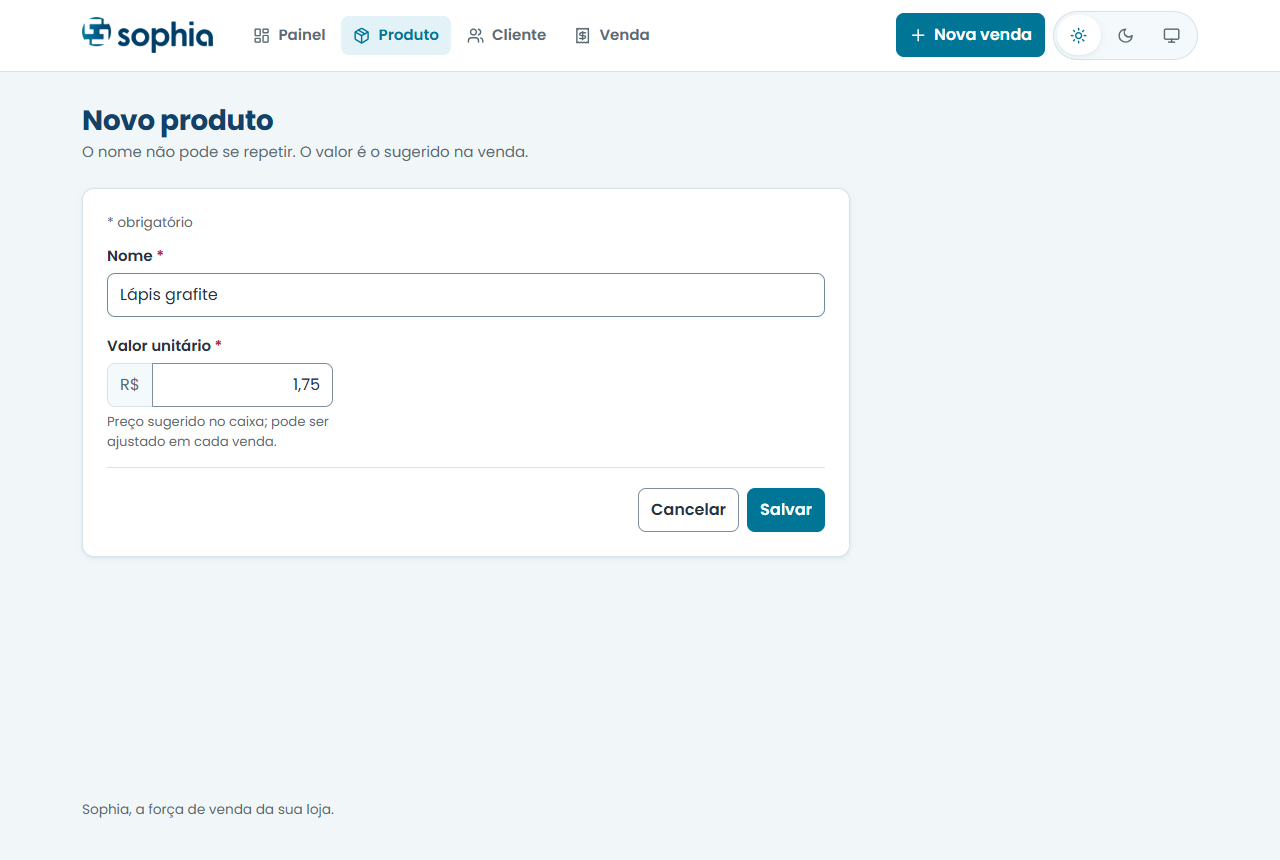 sophia
Painel
Produto
Cliente
Venda
Nova venda
Novo produto
O nome não pode se repetir. O valor é o sugerido na venda.
* obrigatório
Nome *
Lápis grafite
Valor unitário *
R$ 1,75
Preço sugerido no caixa; pode ser
ajustado em cada venda.
Cancelar
Salvar
Sophia, a força de venda da sua loja.